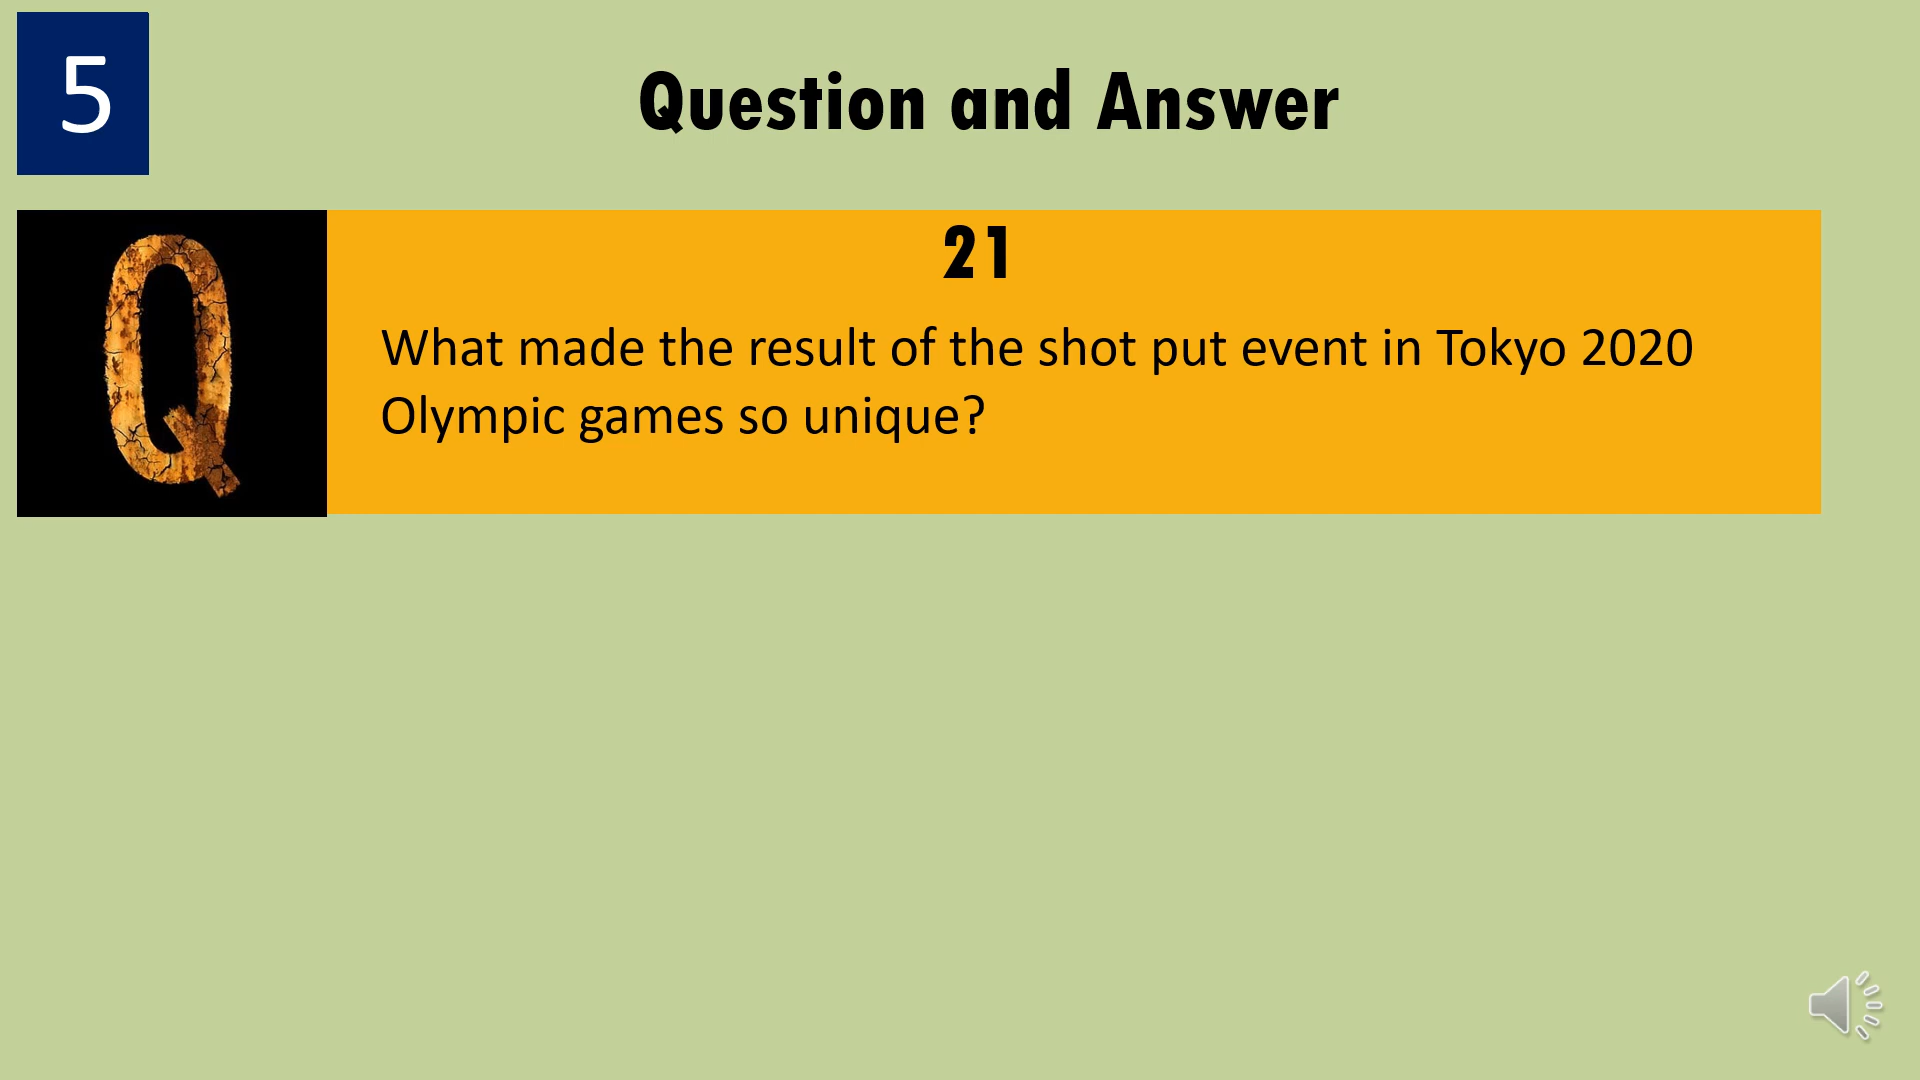 5
Question and Answer
Q
21
What made the result of the shot put event in Tokyo 2020
Olympic games so unique?